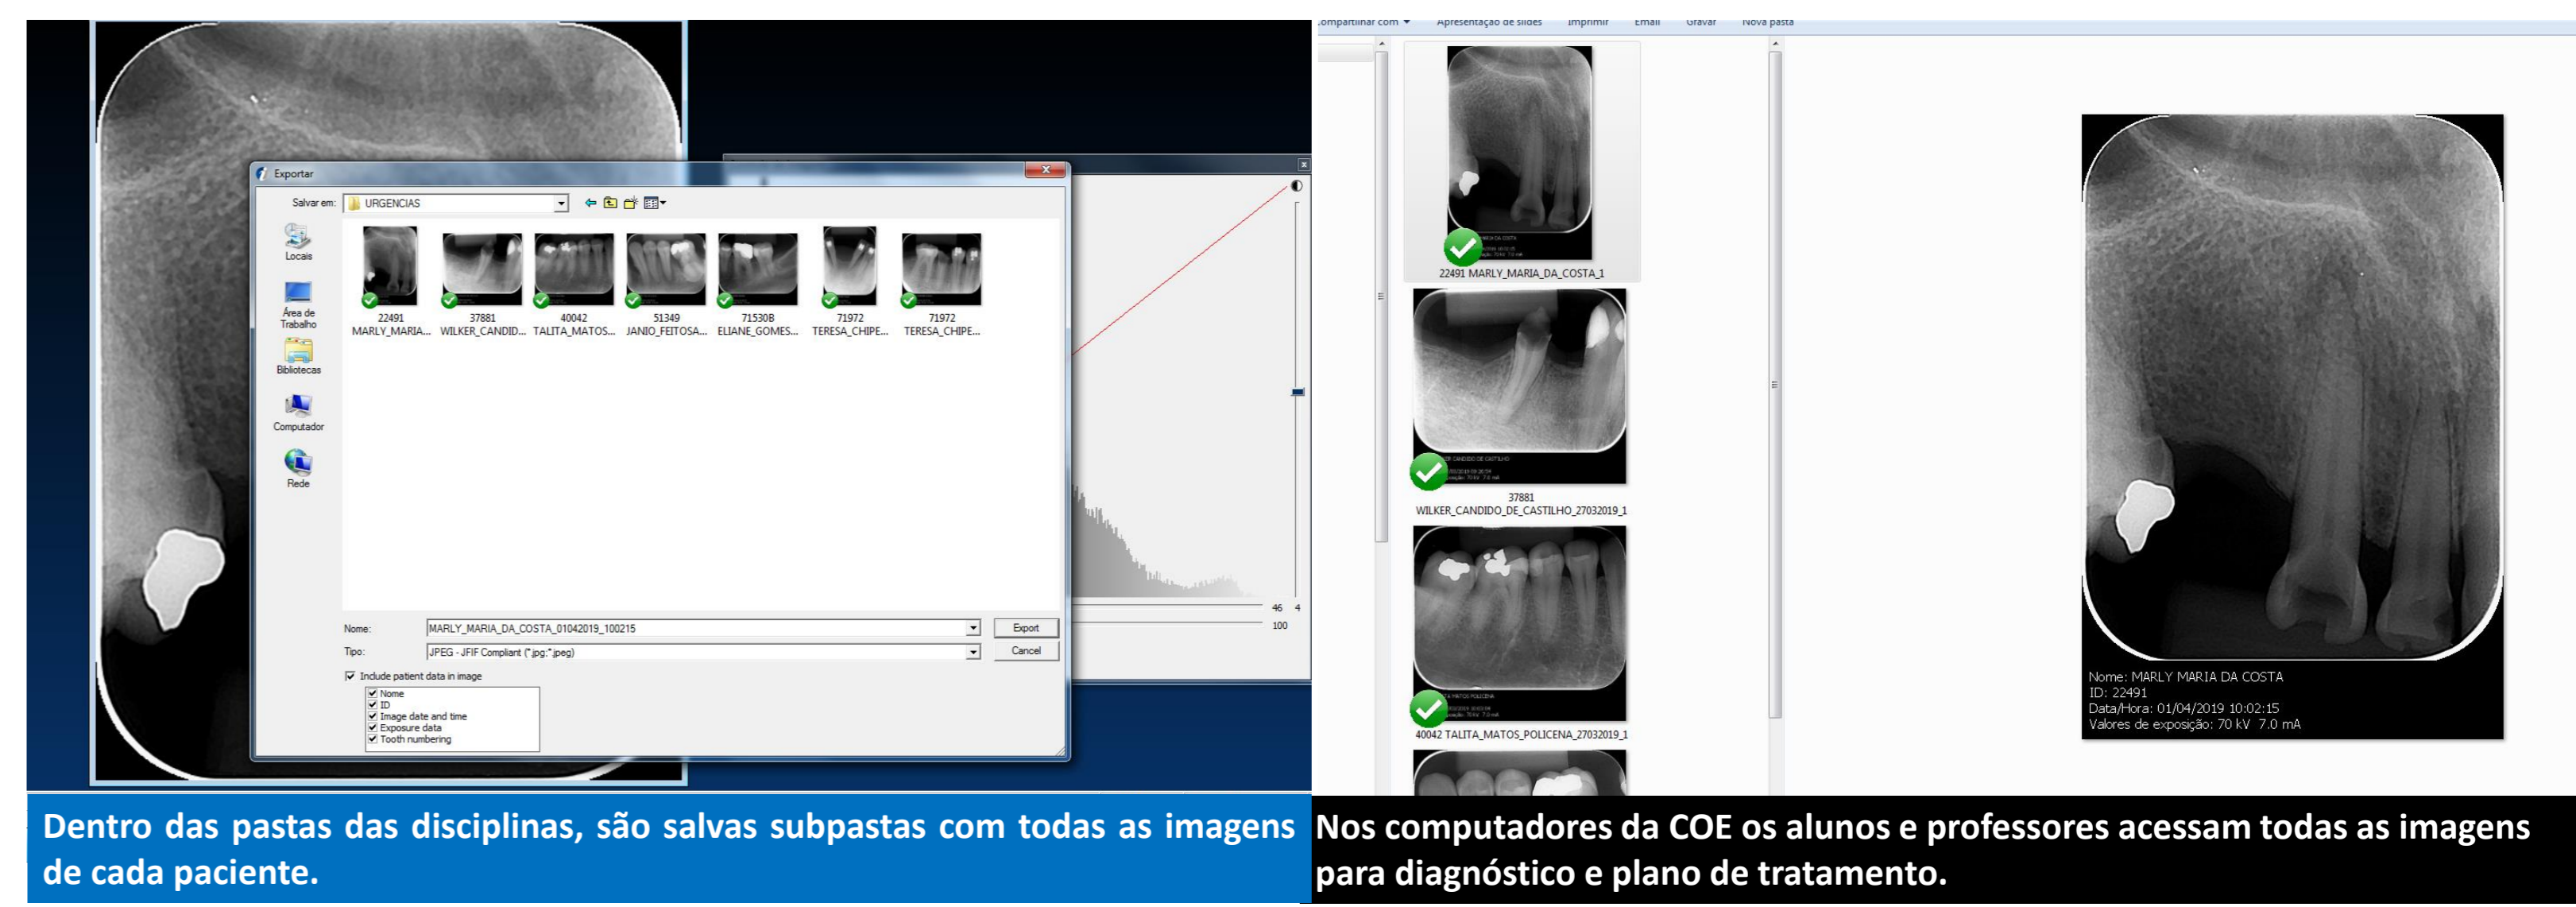 Exportar
Salvar em:
URGENCIAS
Locais
Área de
Trabalho
Bibliotecas
Computador
Rede
22491
MARLY_MARIA...
37881
WILKER_CANDID...
40042
TALITA_MATOS...
51349
JANIO_FEITOSA...
71530B
ELIANE_GOMES...
71972
TERESA_CHIPE...
71972
TERESA_CHIPE...
Nome: MARLY_MARIA_DA_COSTA_01042019_100215 Export
Tipo: JPEG - JFIF Compliant (*.jpg;*.jpeg) Cancel
Include patient data in image
Nome
ID
Image date and time
Exposure data
Tooth numbering
46 4
100
Dentro das pastas das disciplinas, são salvas subpastas com todas as imagens
de cada paciente.
Compartilhar com Apresentação de slides Imprimir Email Gravar Nova pasta
22491 MARLY_MARIA_DA_COSTA_1
37881
WILKER_CANDIDO_DE_CASTILHO_27032019_1
40042 TALITA_MATOS_POLICENA_27032019_1
Nome: MARLY MARIA DA COSTA
ID: 22491
Data/Hora: 01/04/2019 10:02:15
Valores de exposição: 70 kV 7.0 mA
Nos computadores da COE os alunos e professores acessam todas as imagens
para diagnóstico e plano de tratamento.